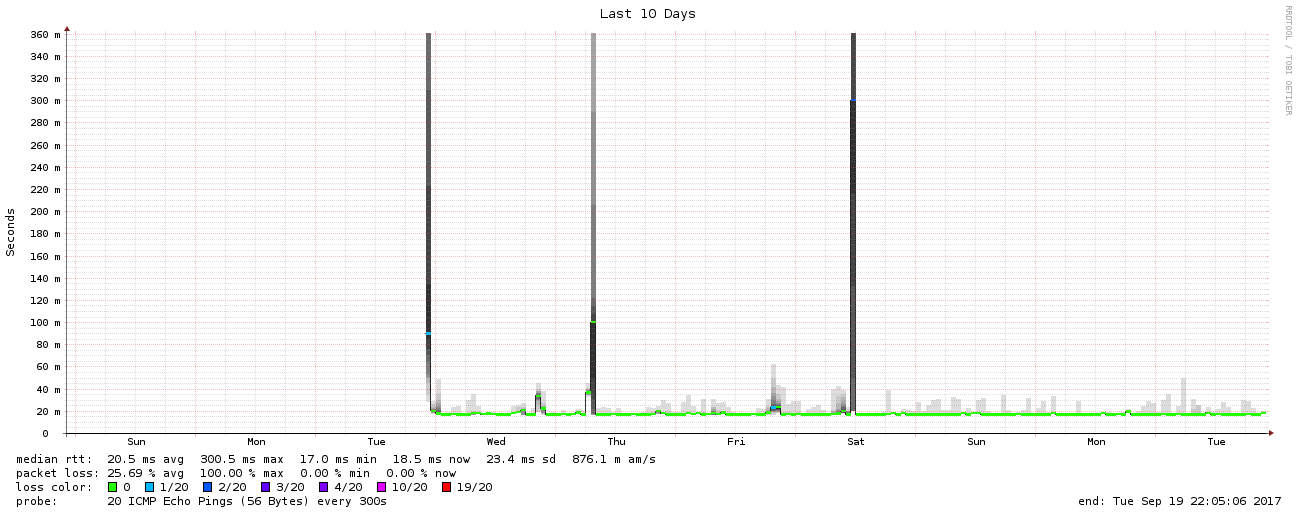 Last 10 Days
RRDTOOL / TOBI OETIKER
Seconds
360 m
340 m
320 m
300 m
280 m
260 m
240 m
220 m
200 m
180 m
160 m
140 m
120 m
100 m
80 m
60 m
40 m
20 m
0
Sun Mon Tue Wed Thu Fri Sat Sun Mon Tue
median rtt: 20.5 ms avg 300.5 ms max 17.0 ms min 18.5 ms now 23.4 ms sd 876.1 m am/s
packet loss: 25.69 % avg 100.00 % max 0.00 % min 0.00 % now
loss color: 0 1/20 2/20 3/20 4/20 10/20 19/20
probe: 20 ICMP Echo Pings (56 Bytes) every 300s end: Tue Sep 19 22:05:06 2017